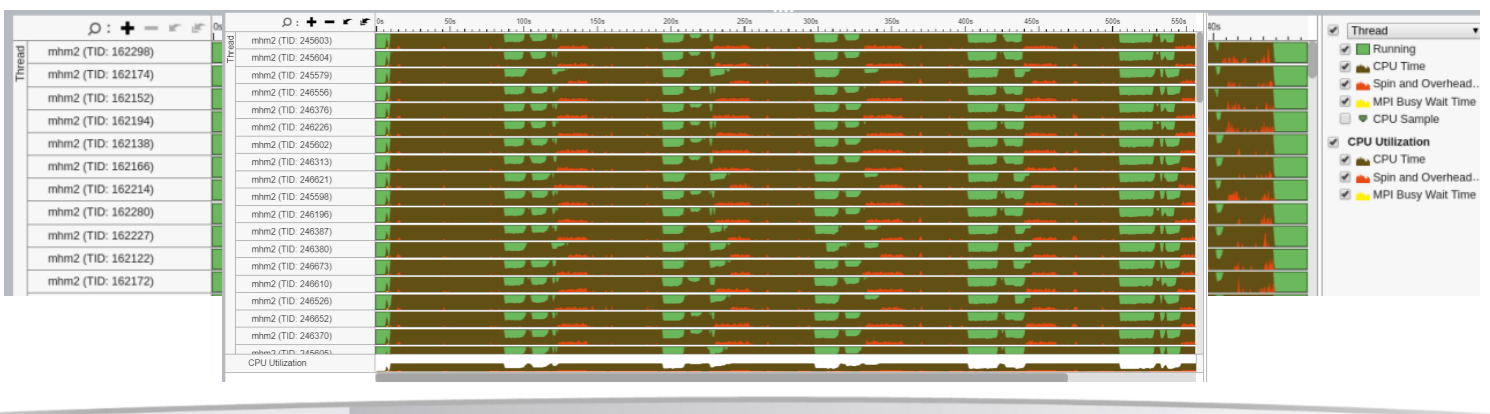 Thread
mhm2 (TID: 162298)
mhm2 (TID: 162174)
mhm2 (TID: 162152)
mhm2 (TID: 162194)
mhm2 (TID: 162138)
mhm2 (TID: 162166)
mhm2 (TID: 162214)
mhm2 (TID: 162280)
mhm2 (TID: 162227)
mhm2 (TID: 162122)
mhm2 (TID: 162172)
0s
0s 50s 100s 150s 200s 250s 300s 350s 400s 450s 500s 550s
Thread
mhm2 (TID: 245603)
mhm2 (TID: 245604)
mhm2 (TID: 245579)
mhm2 (TID: 246556)
mhm2 (TID: 246376)
mhm2 (TID: 246226)
mhm2 (TID: 245602)
mhm2 (TID: 246313)
mhm2 (TID: 246621)
mhm2 (TID: 245598)
mhm2 (TID: 246196)
mhm2 (TID: 246387)
mhm2 (TID: 246380)
mhm2 (TID: 246673)
mhm2 (TID: 246610)
mhm2 (TID: 246526)
mhm2 (TID: 246652)
mhm2 (TID: 246370)
mhm2 (TID: 245605)
CPU Utilization
40s
Thread
Running
CPU Time
Spin and Overhead...
MPI Busy Wait Time
CPU Sample
CPU Utilization
CPU Time
Spin and Overhead...
MPI Busy Wait Time